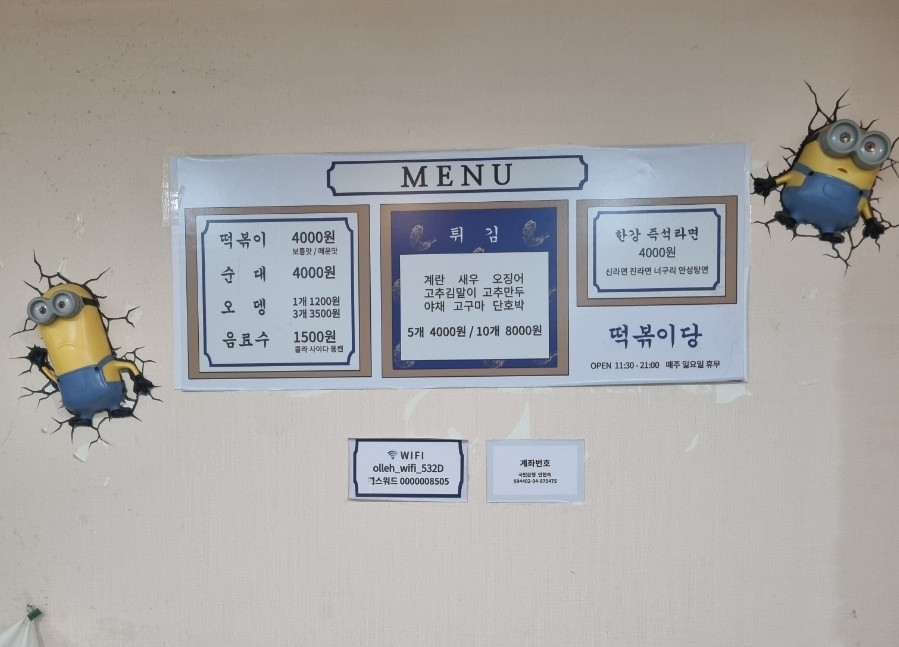 MENU
떡볶이 4000원
보통맛 / 매운맛
순 대 4000원
오 뎅 1개 1200원
3개 3500원
음료수 1500원
콜라 사이다 뚱캔
튀 김
계란 새우 오징어
고추김말이 고추만두
야채 고구마 단호박
5개 4000원 / 10개 8000원
한강 즉석라면
4000원
신라면 진라면 너구리 안성탕면
떡볶이당
OPEN 11:30 - 21:00 매주 일요일 휴무
WIFI
olleh_wifi_532D
패스워드 0000008505
계좌번호
국민은행